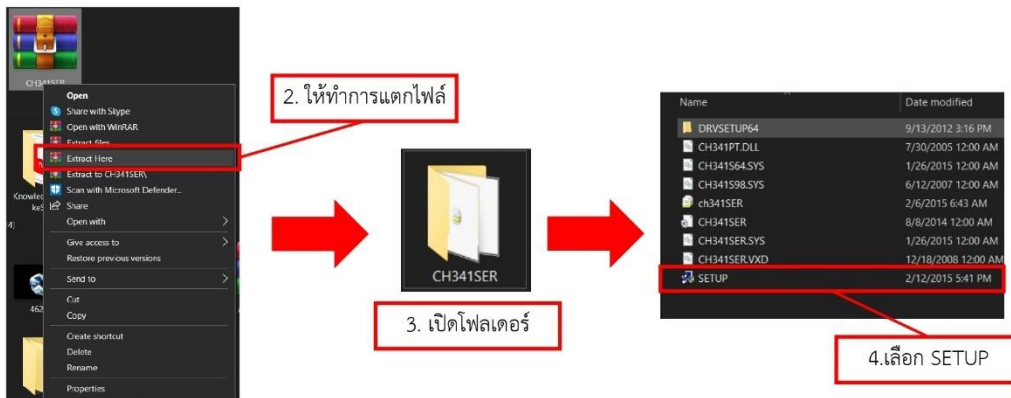 CH341SER
Open
Share with Skype
Open with WinRAR
Extract files
Extract Here
Extract to CH341SER\
Scan with Microsoft Defender...
Share
Open with
Give access to
Restore previous versions
Send to
Cut
Copy
Create shortcut
Delete
Rename
Properties
4]
462
2. ให้ทำการแตกไฟล์
CH341SER
3. เปิดโฟลเดอร์
Name Date modified
DRVSETUP64 9/13/2012 3:16 PM
CH341PT.DLL 7/30/2005 12:00 AM
CH341S64.SYS 1/26/2015 12:00 AM
CH341S98.SYS 6/12/2007 12:00 AM
ch341SER 2/6/2015 6:43 AM
CH341SER 8/8/2014 12:00 AM
CH341SER.SYS 1/26/2015 12:00 AM
CH341SER.VXD 12/18/2008 12:00 AM
SETUP 2/12/2015 5:41 PM
4.เลือก SETUP